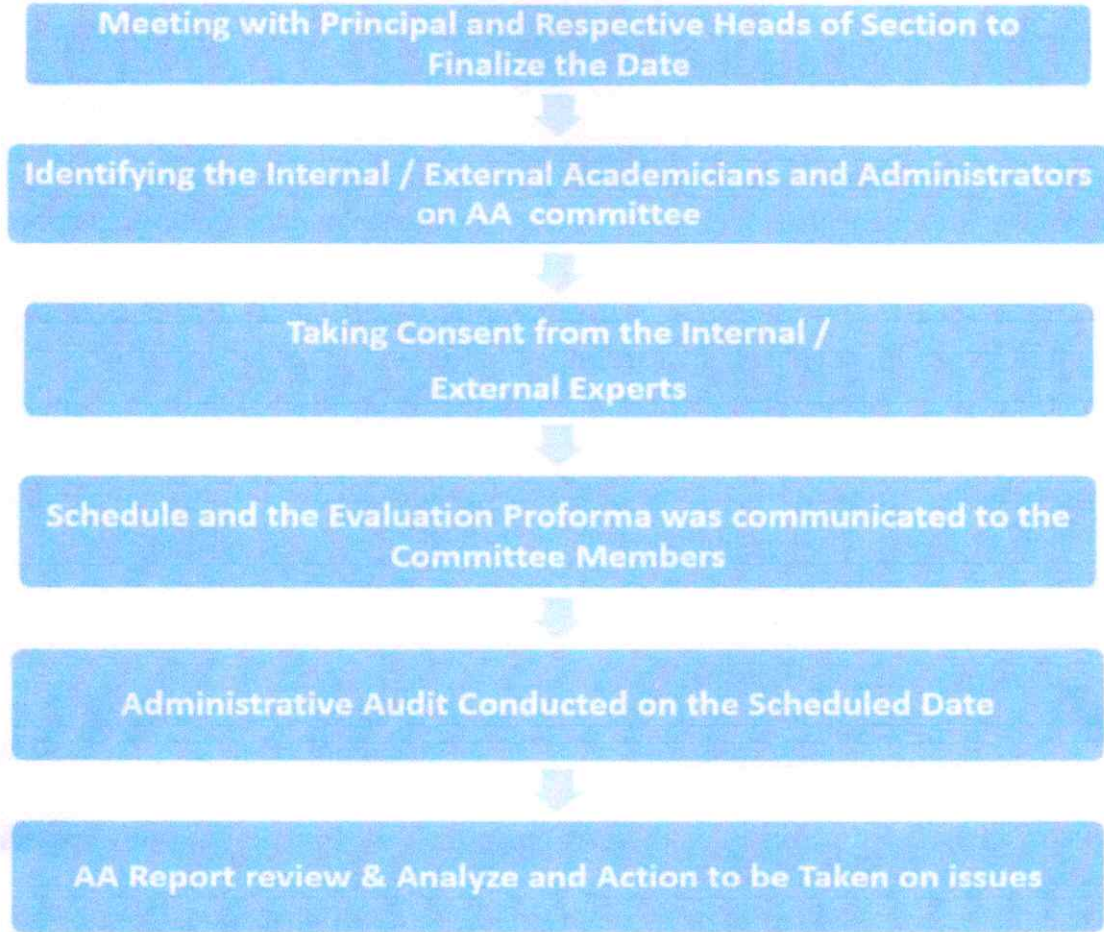 Meeting with Principal and Respective Heads of Section to
Finalize the Date
Identifying the Internal / External Academicians and Administrators
on AA committee
Taking Consent from the Internal /
External Experts
Schedule and the Evaluation Proforma was communicated to the
Committee Members
Administrative Audit Conducted on the Scheduled Date
AA Report review & Analyze and Action to be Taken on issues